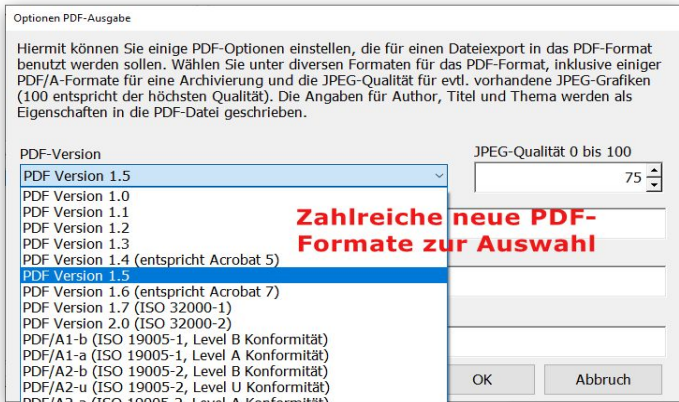 Optionen PDF-Ausgabe
Hiermit können Sie einige PDF-Optionen einstellen, die für einen Dateiexport in das PDF-Format
benutzt werden sollen. Wählen Sie unter diversen Formaten für das PDF-Format, inklusive einiger
PDF/A-Formate für eine Archivierung und die JPEG-Qualität für evtl. vorhandene JPEG-Grafiken
(100 entspricht der höchsten Qualität). Die Angaben für Author, Titel und Thema werden als
Eigenschaften in die PDF-Datei geschrieben.
PDF-Version
JPEG-Qualität 0 bis 100
PDF Version 1.5
75
PDF Version 1.0
PDF Version 1.1
PDF Version 1.2
PDF Version 1.3
PDF Version 1.4 (entspricht Acrobat 5)
PDF Version 1.5
PDF Version 1.6 (entspricht Acrobat 7)
PDF Version 1.7 (ISO 32000-1)
PDF Version 2.0 (ISO 32000-2)
PDF/A1-b (ISO 19005-1, Level B Konformität)
PDF/A1-a (ISO 19005-1, Level A Konformität)
PDF/A2-b (ISO 19005-2, Level B Konformität)
PDF/A2-u (ISO 19005-2, Level U Konformität)
PDF/A2-a (ISO 19005-2, Level A Konformität)
Zahlreiche neue PDF-
Formate zur Auswahl
OK
Abbruch